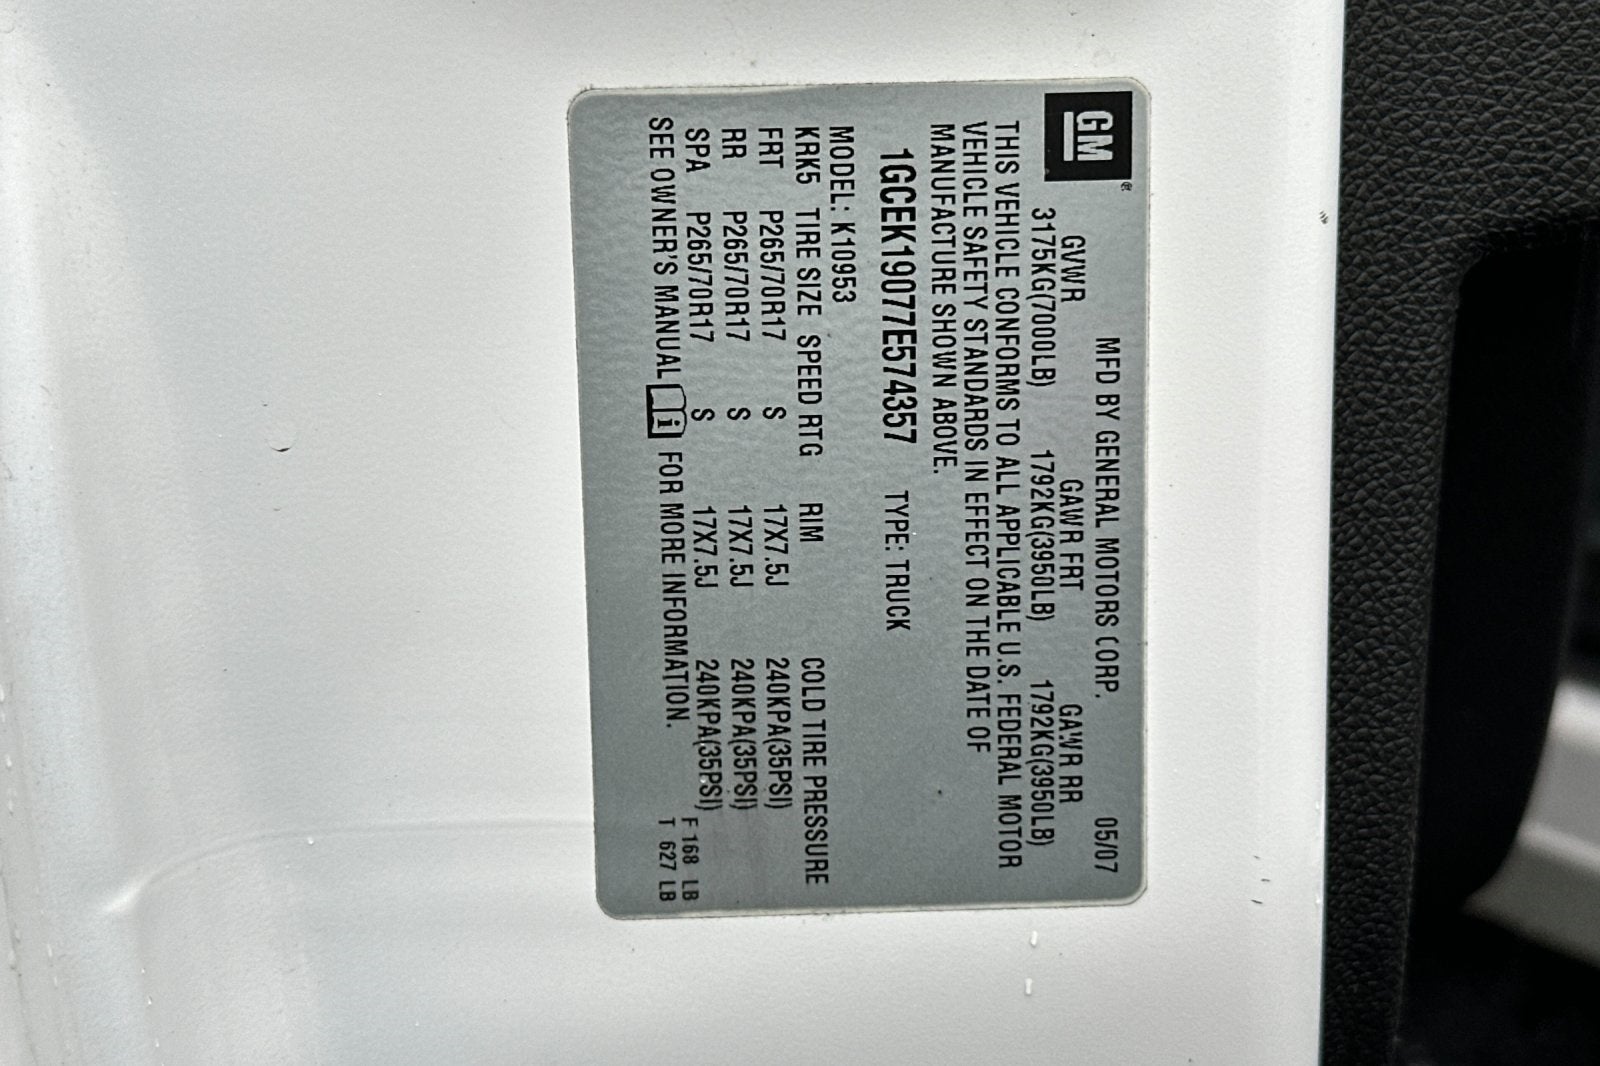 GM®
MFD BY GENERAL MOTORS CORP. 05/07
GVWR GAWR FRT GAWR RR
3175KG(7000LB) 1792KG(3950LB) 1792KG(3950LB)
THIS VEHICLE CONFORMS TO ALL APPLICABLE U.S. FEDERAL MOTOR
VEHICLE SAFETY STANDARDS IN EFFECT ON THE DATE OF
MANUFACTURE SHOWN ABOVE.
1GCEK19077E574357 TYPE: TRUCK
MODEL: K10953
KRK5 TIRE SIZE SPEED RTG RIM COLD TIRE PRESSURE
FRT P265/70R17 S 17X7.5J 240KPA(35PSI)
RR P265/70R17 S 17X7.5J 240KPA(35PSI)
SPA P265/70R17 S 17X7.5J 240KPA(35PSI)
SEE OWNER'S MANUAL i FOR MORE INFORMATION.
F 168 LB
T 627 LB